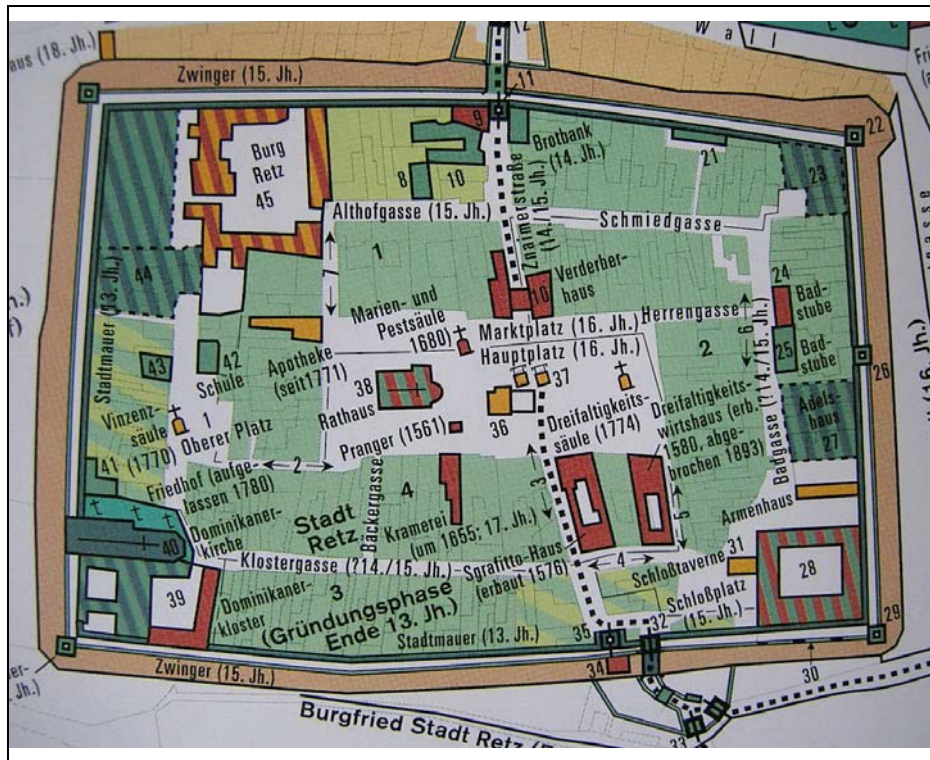 12
Wall
aus (18. Jh.)
Zwinger (15. Jh.)
11
9
22
Burg
Retz
45
8
10
Brotbank
(14. Jh.)
21
23
Althofgasse (15. Jh.)
Znaimerstraße
(14./15. Jh.)
Schmiedgasse
1
44
Stadtmauer (13. Jh.)
1
10
Verderber-
haus
24
Bad-
stube
Marien- und
Pestsäule
1680)
Marktplatz (16. Jh.)
Herrengasse
6
2
Hauptplatz (16. Jh.)
25
Bad-
stube
26
43
42
Schule
Apotheke
(seit 1771)
38
Rathaus
37
36
Dreifaltigkeits-
säule (1774)
Dreifaltigkeits-
wirtshaus (erb.
1580, abge-
brochen 1893)
Badgasse (?14./15. Jh.)
Adels-
haus
27
Vinzenz-
säule
(1770)
1
Oberer Platz
Pranger (1561)
2
41
Friedhof (aufge-
lassen 1780)
Bäckergasse
4
3
5
Armenhaus
Dominikaner-
kirche
40
Stadt
Retz
Kramerei
(um 1655; 17. Jh.)
Klostergasse (?14./15. Jh.)
Sgrafitto-Haus
(erbaut 1576)
4
Schloßtaverne
31
28
39
Dominikaner-
kloster
3
(Gründungsphase
Ende 13. Jh.)
Schloßplatz
(15. Jh.)
Stadtmauer (13. Jh.)
35
32
29
Zwinger (15. Jh.)
34
30
33
Burgfried Stadt Retz
(16. Jh.)